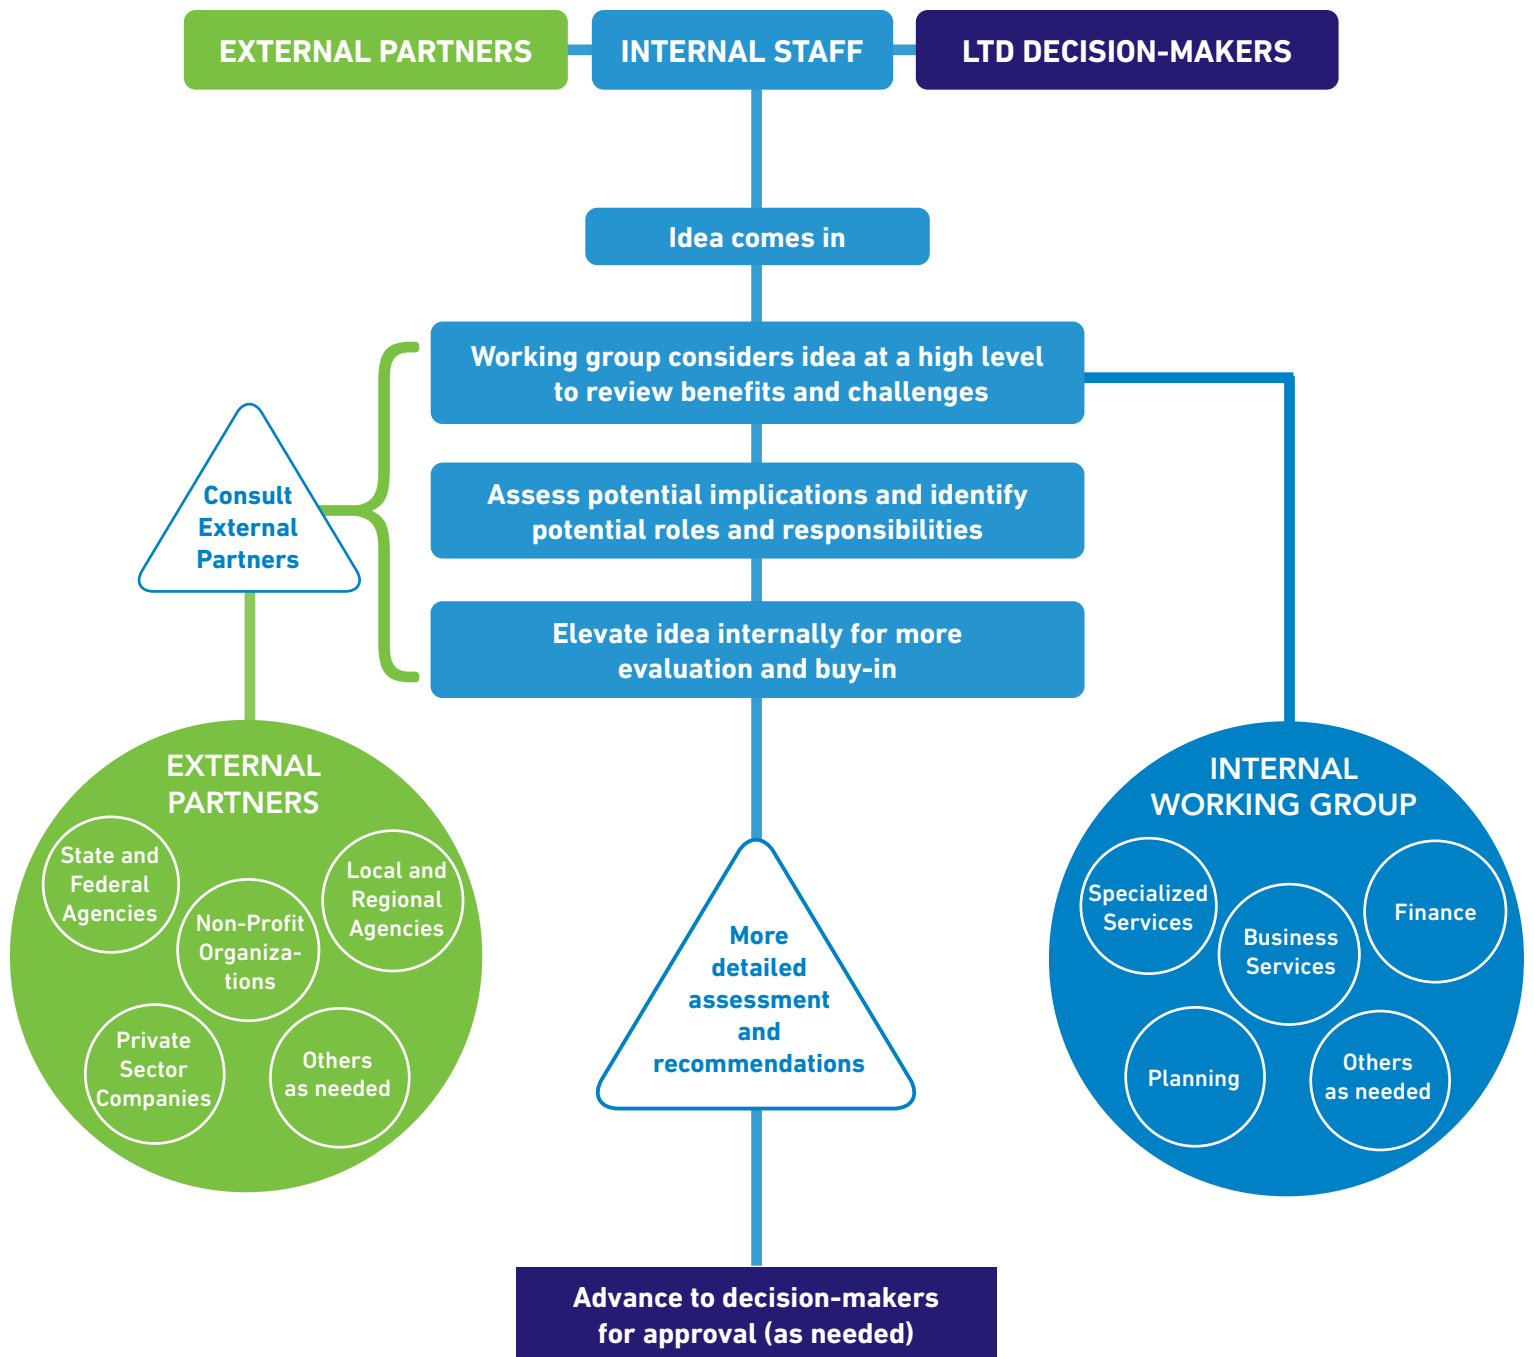 EXTERNAL PARTNERS
INTERNAL STAFF
LTD DECISION-MAKERS
Idea comes in
Working group considers idea at a high level
to review benefits and challenges
Assess potential implications and identify
potential roles and responsibilities
Elevate idea internally for more
evaluation and buy-in
Consult
External
Partners
EXTERNAL
PARTNERS
State and
Federal
Agencies
Non-Profit
Organiza-
tions
Local and
Regional
Agencies
Private
Sector
Companies
Others
as needed
More
detailed
assessment
and
recommendations
INTERNAL
WORKING GROUP
Specialized
Services
Business
Services
Finance
Planning
Others
as needed
Advance to decision-makers
for approval (as needed)